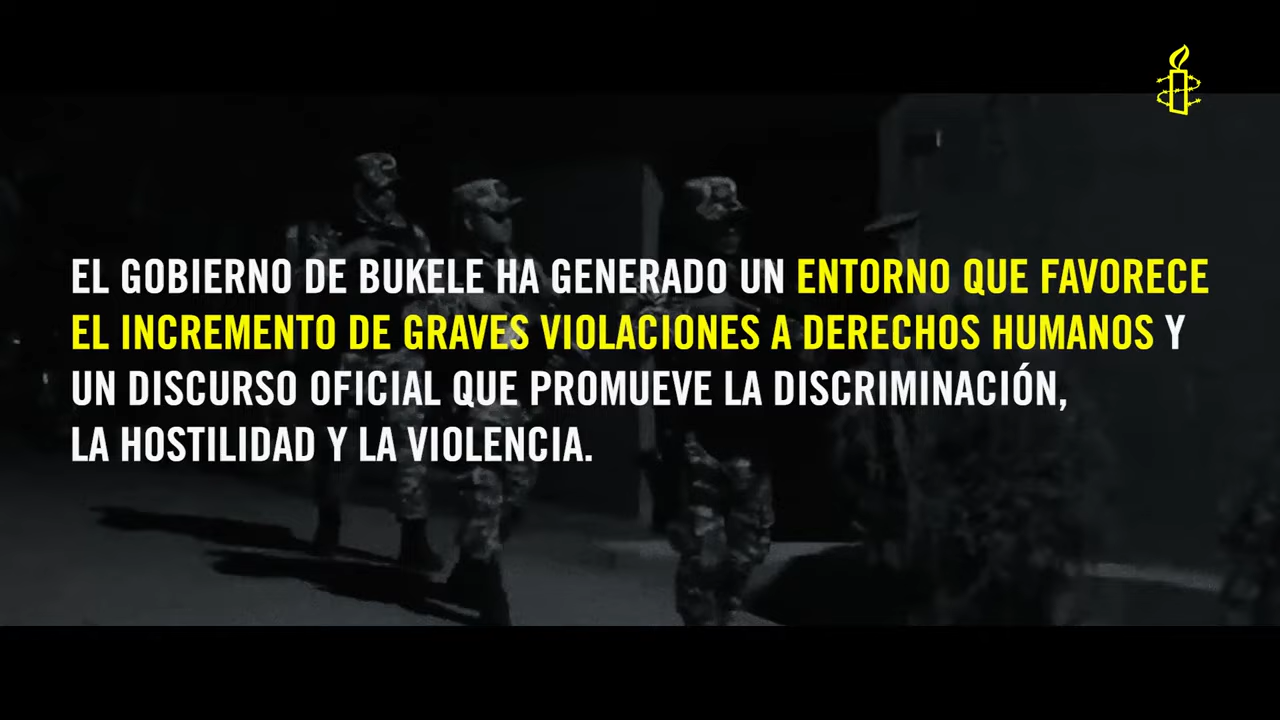 EL GOBIERNO DE BUKELE HA GENERADO UN ENTORNO QUE FAVORECE
EL INCREMENTO DE GRAVES VIOLACIONES A DERECHOS HUMANOS Y
UN DISCURSO OFICIAL QUE PROMUEVE LA DISCRIMINACIÓN,
LA HOSTILIDAD Y LA VIOLENCIA.